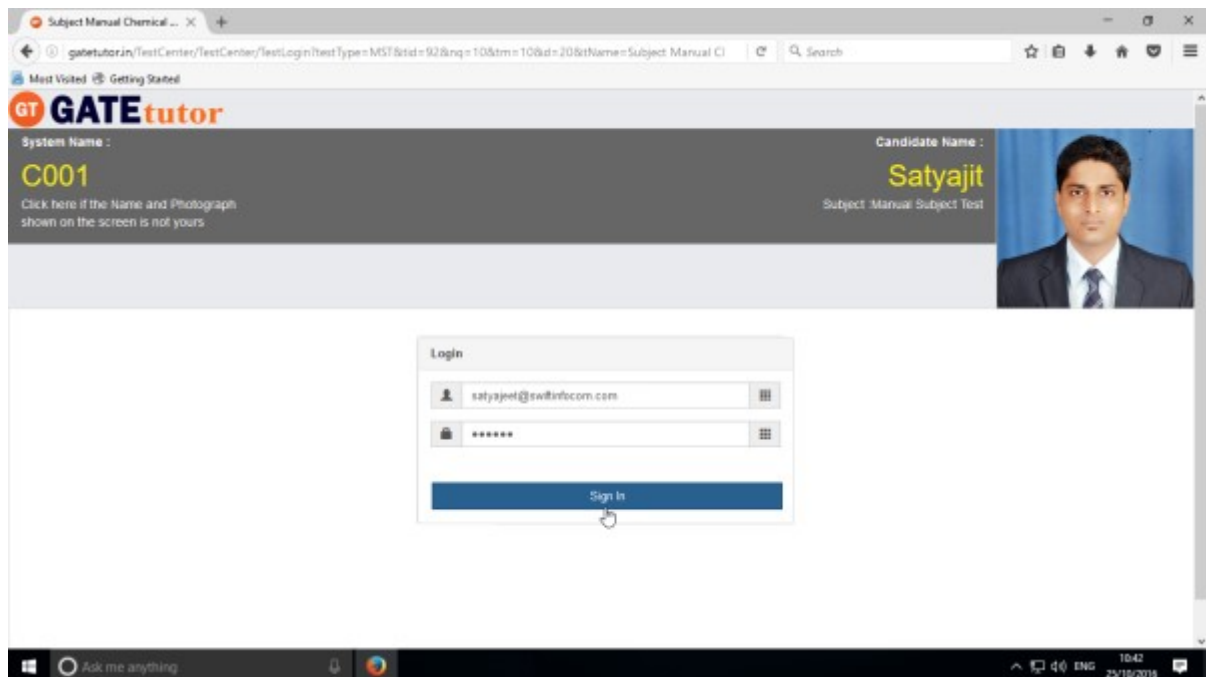 Subject Manual Chemical ...
gatetutor.in/TestCenter/TestCenter/TestLogin?testType=MST&tid=92&nq=10&tm=10&d=20&tName=Subject Manual Cl
Search
Most Visited Getting Started
GT GATEtutor
System Name :
C001
Click here if the Name and Photograph
shown on the screen is not yours
Candidate Name :
Satyajit
Subject :Manual Subject Test
Login
satyajeet@swiftinfocom.com
******
Sign In
Ask me anything
ENG
10:42
25/10/2016